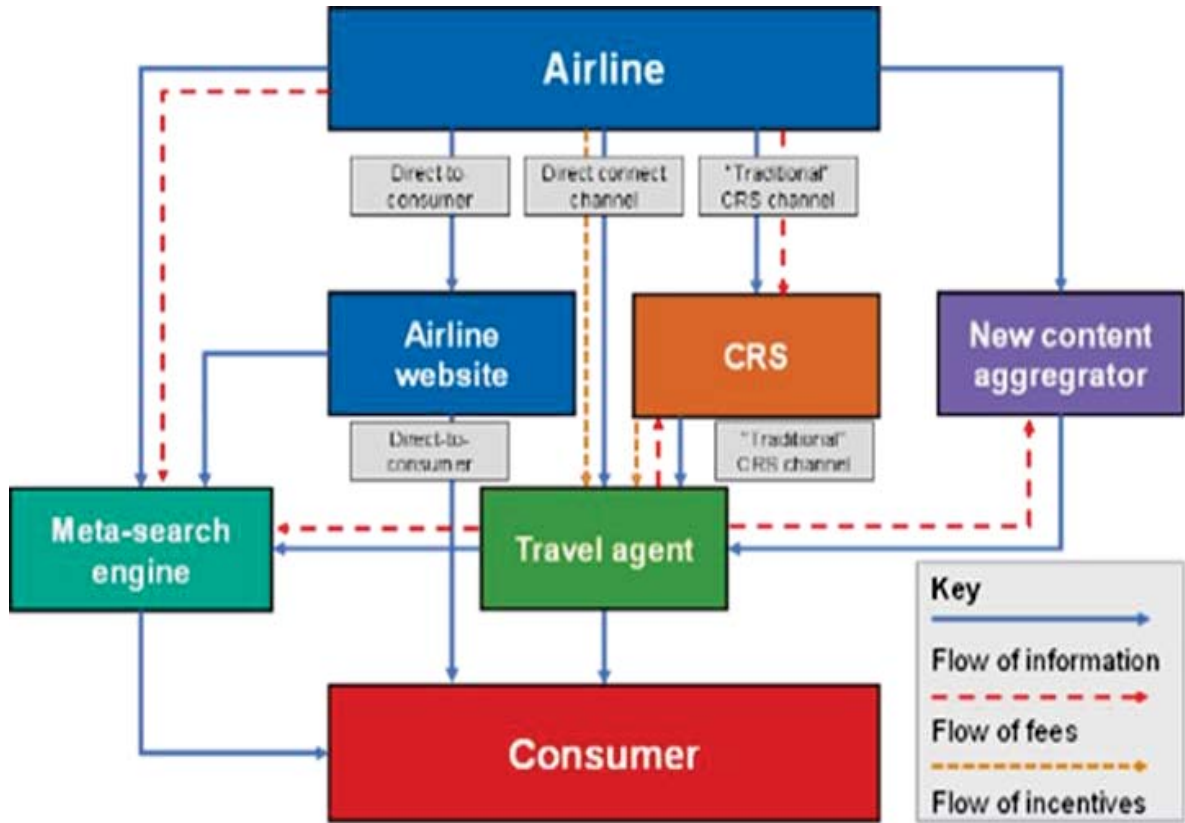 Airline
Direct-to-
consumer
Direct connect
channel
"Traditional"
CRS channel
Airline
website
CRS
New content
aggregrator
Direct-to-
consumer
"Traditional"
CRS channel
Meta-search
engine
Travel agent
Key
Flow of information
Flow of fees
Flow of incentives
Consumer